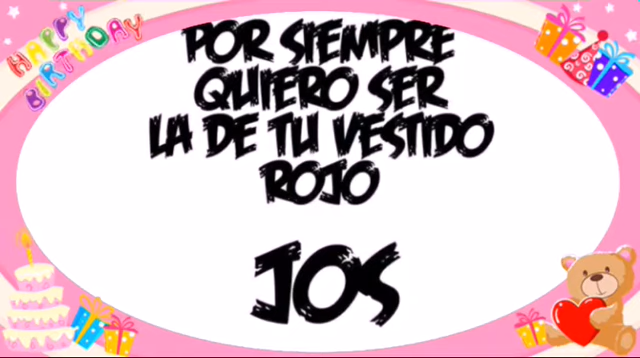 HAPPY
BIRTHDAY
POR SIEMPRE
QUIERO SER
LA DE TU VESTIDO
ROJO
JOS